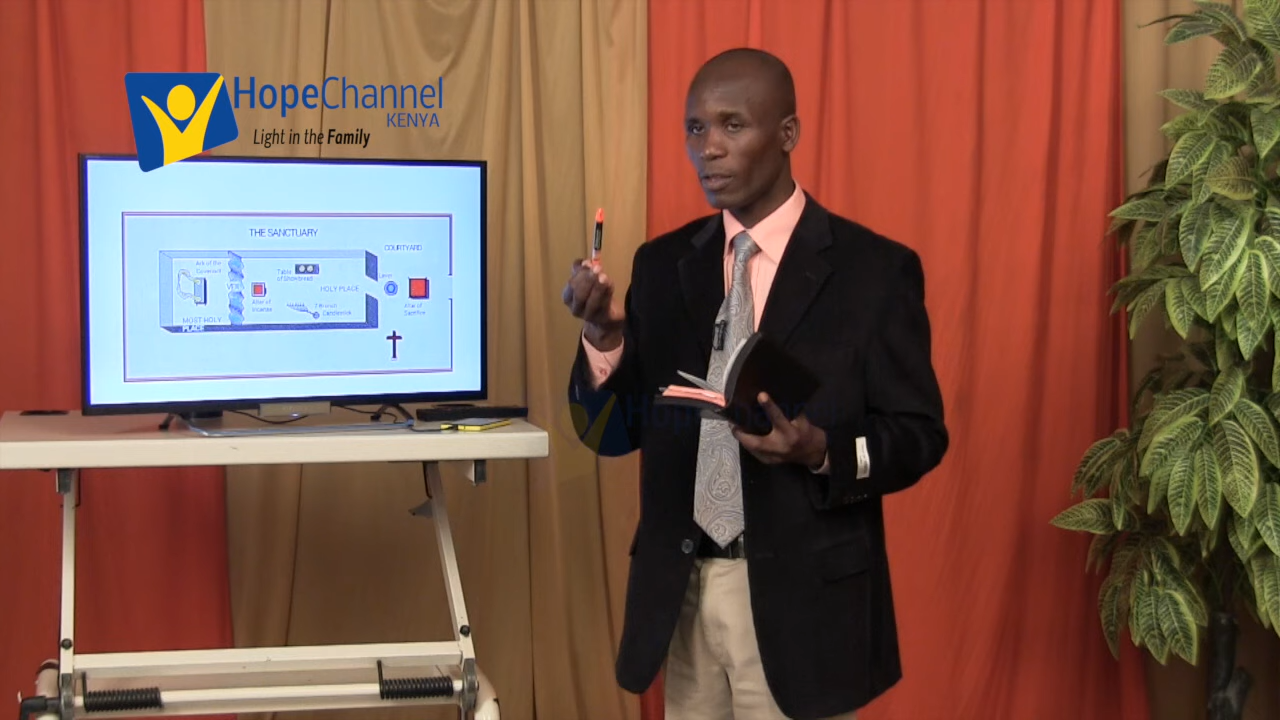 HopeChannel
KENYA
Light in the Family
THE SANCTUARY
COURTYARD
Ark of the
Covenant
VEIL
Table
of Showbread
Laver
HOLY PLACE
Altar of
Incense
7 Branch
Candlestick
Altar of
Sacrifice
MOST HOLY
PLACE